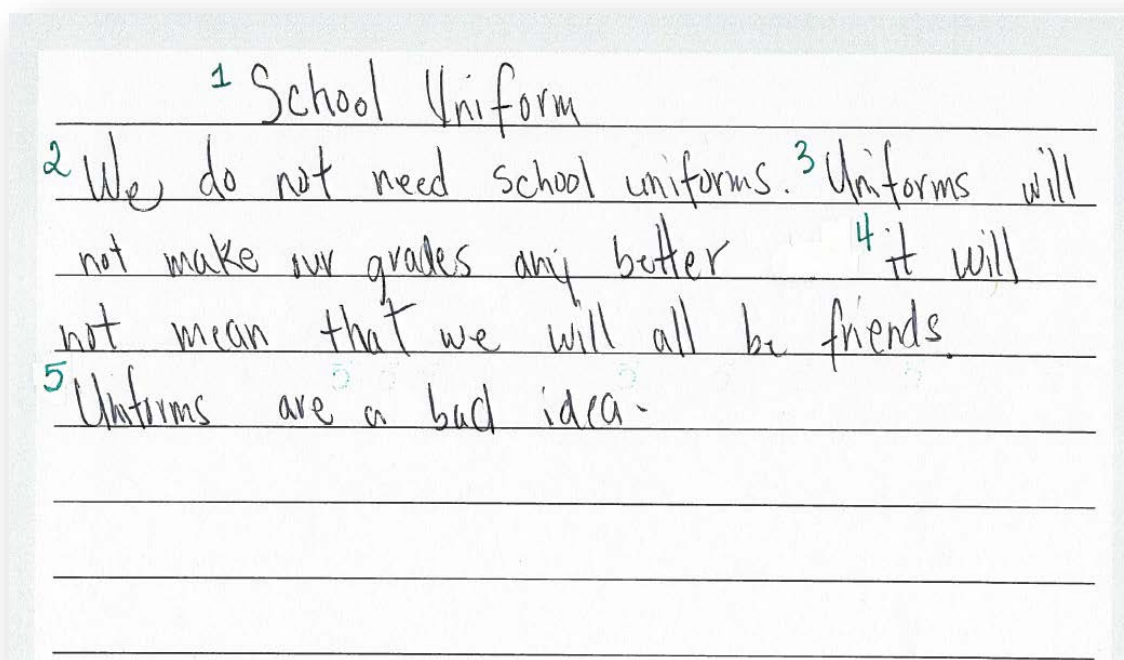 1 School Uniform
2 We do not need school uniforms. 3 Uniforms will
not make our grades any better 4 it will
not mean that we will all be friends.
5 Uniforms are a bad idea.